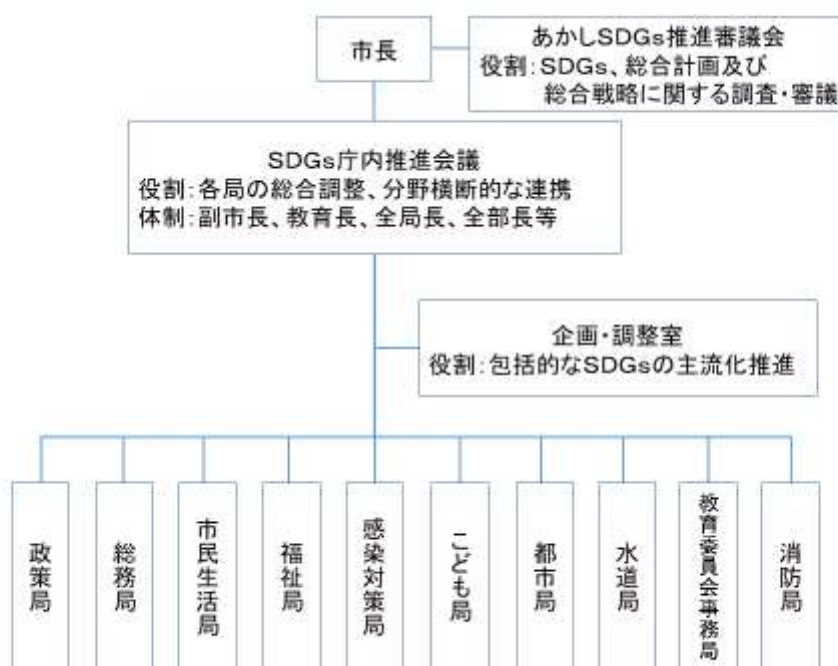 市長
あかしSDGs推進審議会
役割：SDGs、総合計画及び
総合戦略に関する調査・審議
SDGs庁内推進会議
役割：各局の総合調整、分野横断的な連携
体制：副市長、教育長、全局長、全部長等
企画・調整室
役割：包括的なSDGsの主流化推進
政策局
総務局
市民生活局
福祉局
感染対策局
こども局
都市局
水道局
教育委員会事務局
消防局